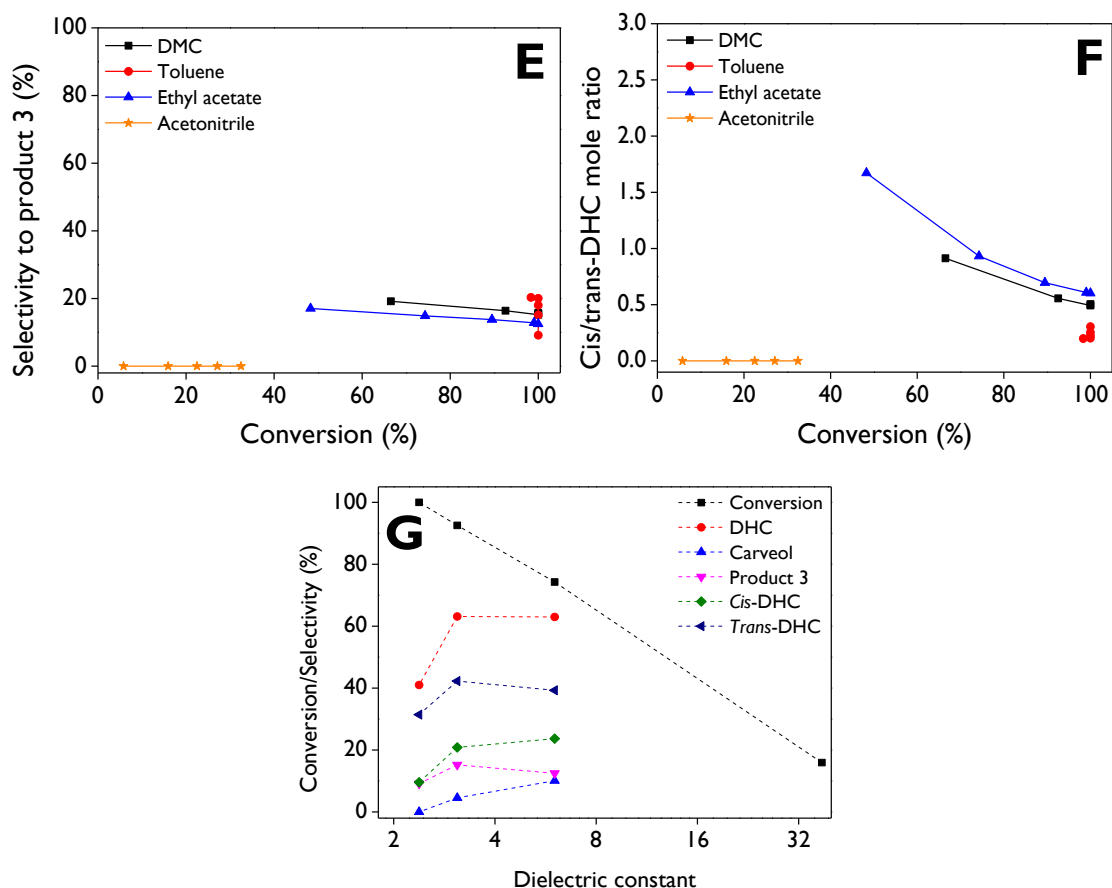 E
DMC
Toluene
Ethyl acetate
Acetonitrile
100
80
60
40
20
0
Selectivity to product 3 (%)
0 20 40 60 80 100
Conversion (%)
F
DMC
Toluene
Ethyl acetate
Acetonitrile
3.0
2.5
2.0
1.5
1.0
0.5
0.0
Cis/trans-DHC mole ratio
0 20 40 60 80 100
Conversion (%)
G
Conversion
DHC
Carveol
Product 3
Cis-DHC
Trans-DHC
100
80
60
40
20
0
Conversion/Selectivity (%)
2 4 8 16 32
Dielectric constant